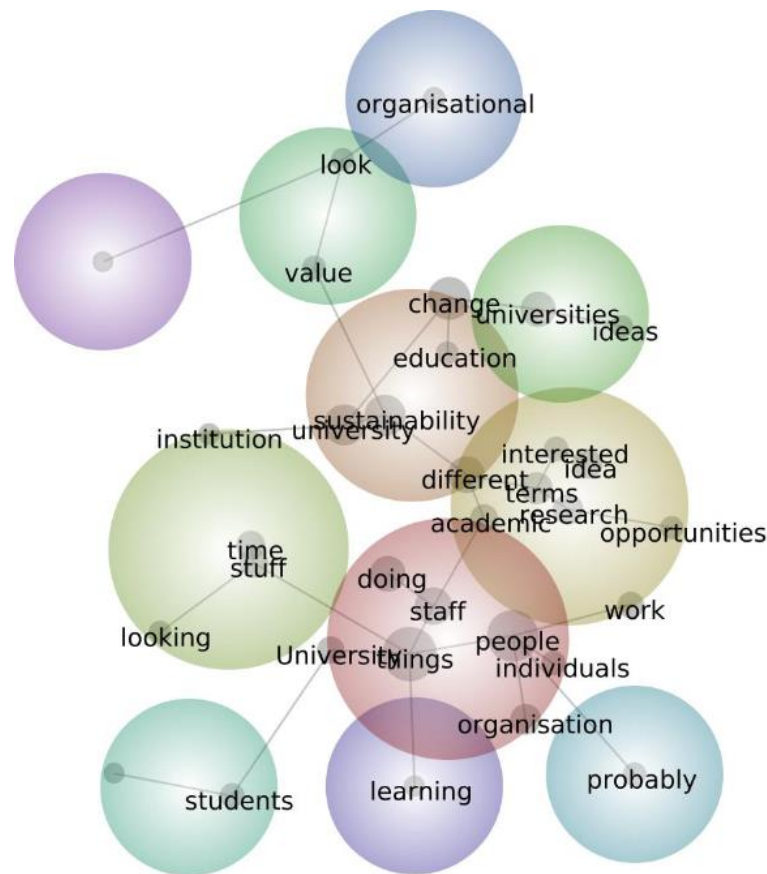 organisational
look
value
change
universities
ideas
education
sustainability
university
institution
interested
idea
different
terms
research
academic
opportunities
time
stuff
doing
staff
work
looking
people
University
things
individuals
organisation
probably
learning
students